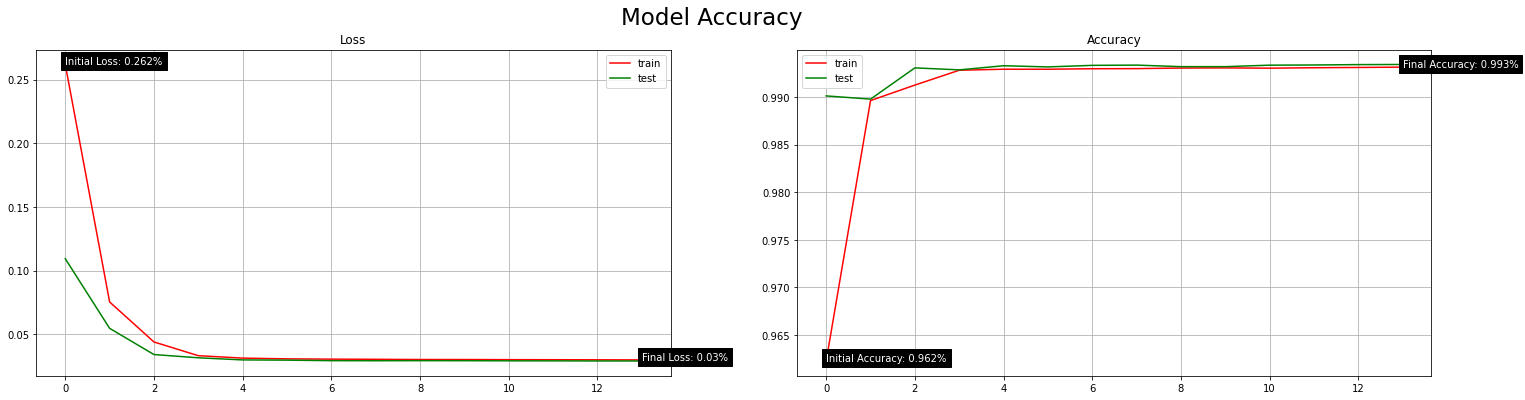 Model Accuracy
Loss
Initial Loss: 0.262%
train
test
0.25
0.20
0.15
0.10
0.05
Final Loss: 0.03%
0 2 4 6 8 10 12
Accuracy
train
test
Final Accuracy: 0.993%
0.990
0.985
0.980
0.975
0.970
0.965
Initial Accuracy: 0.962%
0 2 4 6 8 10 12